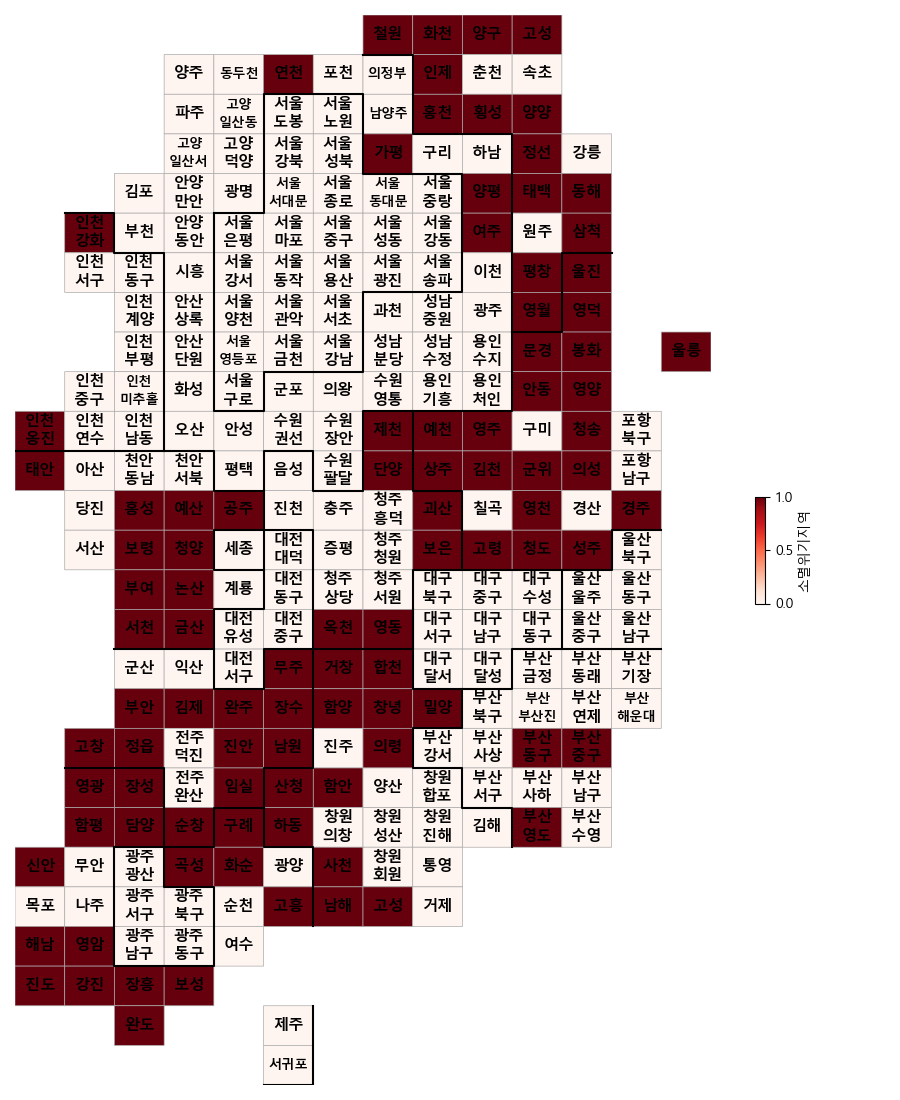 철원 화천 양구 고성
양주 동두천 연천 포천 의정부 인제 춘천 속초
파주 고양 서울 서울 남양주 홍천 횡성 양양
일산동 도봉 노원
고양 고양 서울 서울 가평 구리 하남 정선 강릉
일산서 덕양 강북 성북
김포 안양 광명 서울 서울 서울 서울 양평 태백 동해
만안 서대문 종로 동대문 중랑
인천 부천 안양 서울 서울 서울 서울 서울 여주 원주 삼척
강화 동안 은평 마포 중구 성동 강동
인천 인천 시흥 서울 서울 서울 서울 서울 이천 평창 울진
서구 동구 강서 동작 용산 광진 송파
인천 안산 서울 서울 서울 과천 성남 광주 영월 영덕
계양 상록 양천 관악 서초 중원
인천 안산 서울 서울 서울 성남 성남 용인 문경 봉화 울릉
부평 단원 영등포 금천 강남 분당 수정 수지
인천 인천 화성 서울 군포 의왕 수원 용인 용인 안동 영양
중구 미추홀 구로 영통 기흥 처인
인천 인천 인천 오산 안성 수원 수원 제천 예천 영주 구미 청송 포항
옹진 연수 남동 권선 장안 북구
태안 아산 천안 천안 평택 음성 수원 단양 상주 김천 군위 의성 포항
동남 서북 팔달 남구
당진 홍성 예산 공주 진천 충주 청주 괴산 칠곡 영천 경산 경주
흥덕
서산 보령 청양 세종 대전 증평 청주 보은 고령 청도 성주 울산
대덕 청원 북구
부여 논산 계룡 대전 청주 청주 대구 대구 대구 울산 울산
동구 상당 서원 북구 중구 수성 울주 동구
서천 금산 대전 대전 옥천 영동 대구 대구 대구 울산 울산
유성 중구 서구 남구 동구 중구 남구
군산 익산 대전 무주 거창 합천 대구 대구 부산 부산 부산
서구 달서 달성 금정 동래 기장
부안 김제 완주 장수 함양 창녕 밀양 부산 부산 부산 부산
북구 부산진 연제 해운대
고창 정읍 전주 진안 남원 진주 의령 부산 부산 부산 부산
덕진 강서 사상 동구 중구
영광 장성 전주 임실 산청 함안 양산 창원 부산 부산 부산
완산 합포 서구 사하 남구
함평 담양 순창 구례 하동 창원 창원 창원 김해 부산 부산
의창 성산 진해 영도 수영
신안 무안 광주 곡성 화순 광양 사천 창원 통영
광산 회원
목포 나주 광주 광주 순천 고흥 남해 고성 거제
서구 북구
해남 영암 광주 광주 여수
남구 동구
진도 강진 장흥 보성
완도 제주
서귀포
1.0
0.5
0.0
소멸위기지역